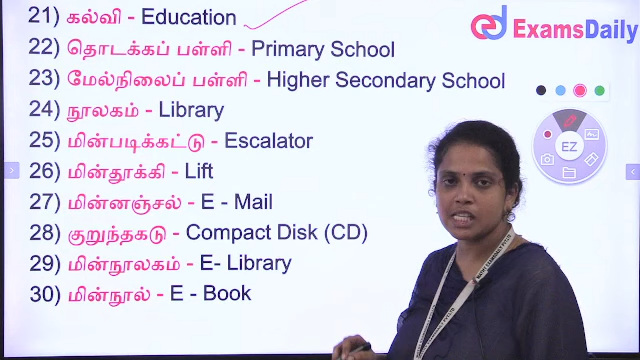 21) கல்வி - Education
22) தொடக்கப் பள்ளி - Primary School
23) மேல்நிலைப் பள்ளி - Higher Secondary School
24) நூலகம் - Library
25) மின்படிக்கட்டு - Escalator
26) மின்தூக்கி - Lift
27) மின்னஞ்சல் - E - Mail
28) குறுந்தகடு - Compact Disk (CD)
29) மின்நூலகம் - E- Library
30) மின்நூல் - E - Book
ExamsDaily
EZ